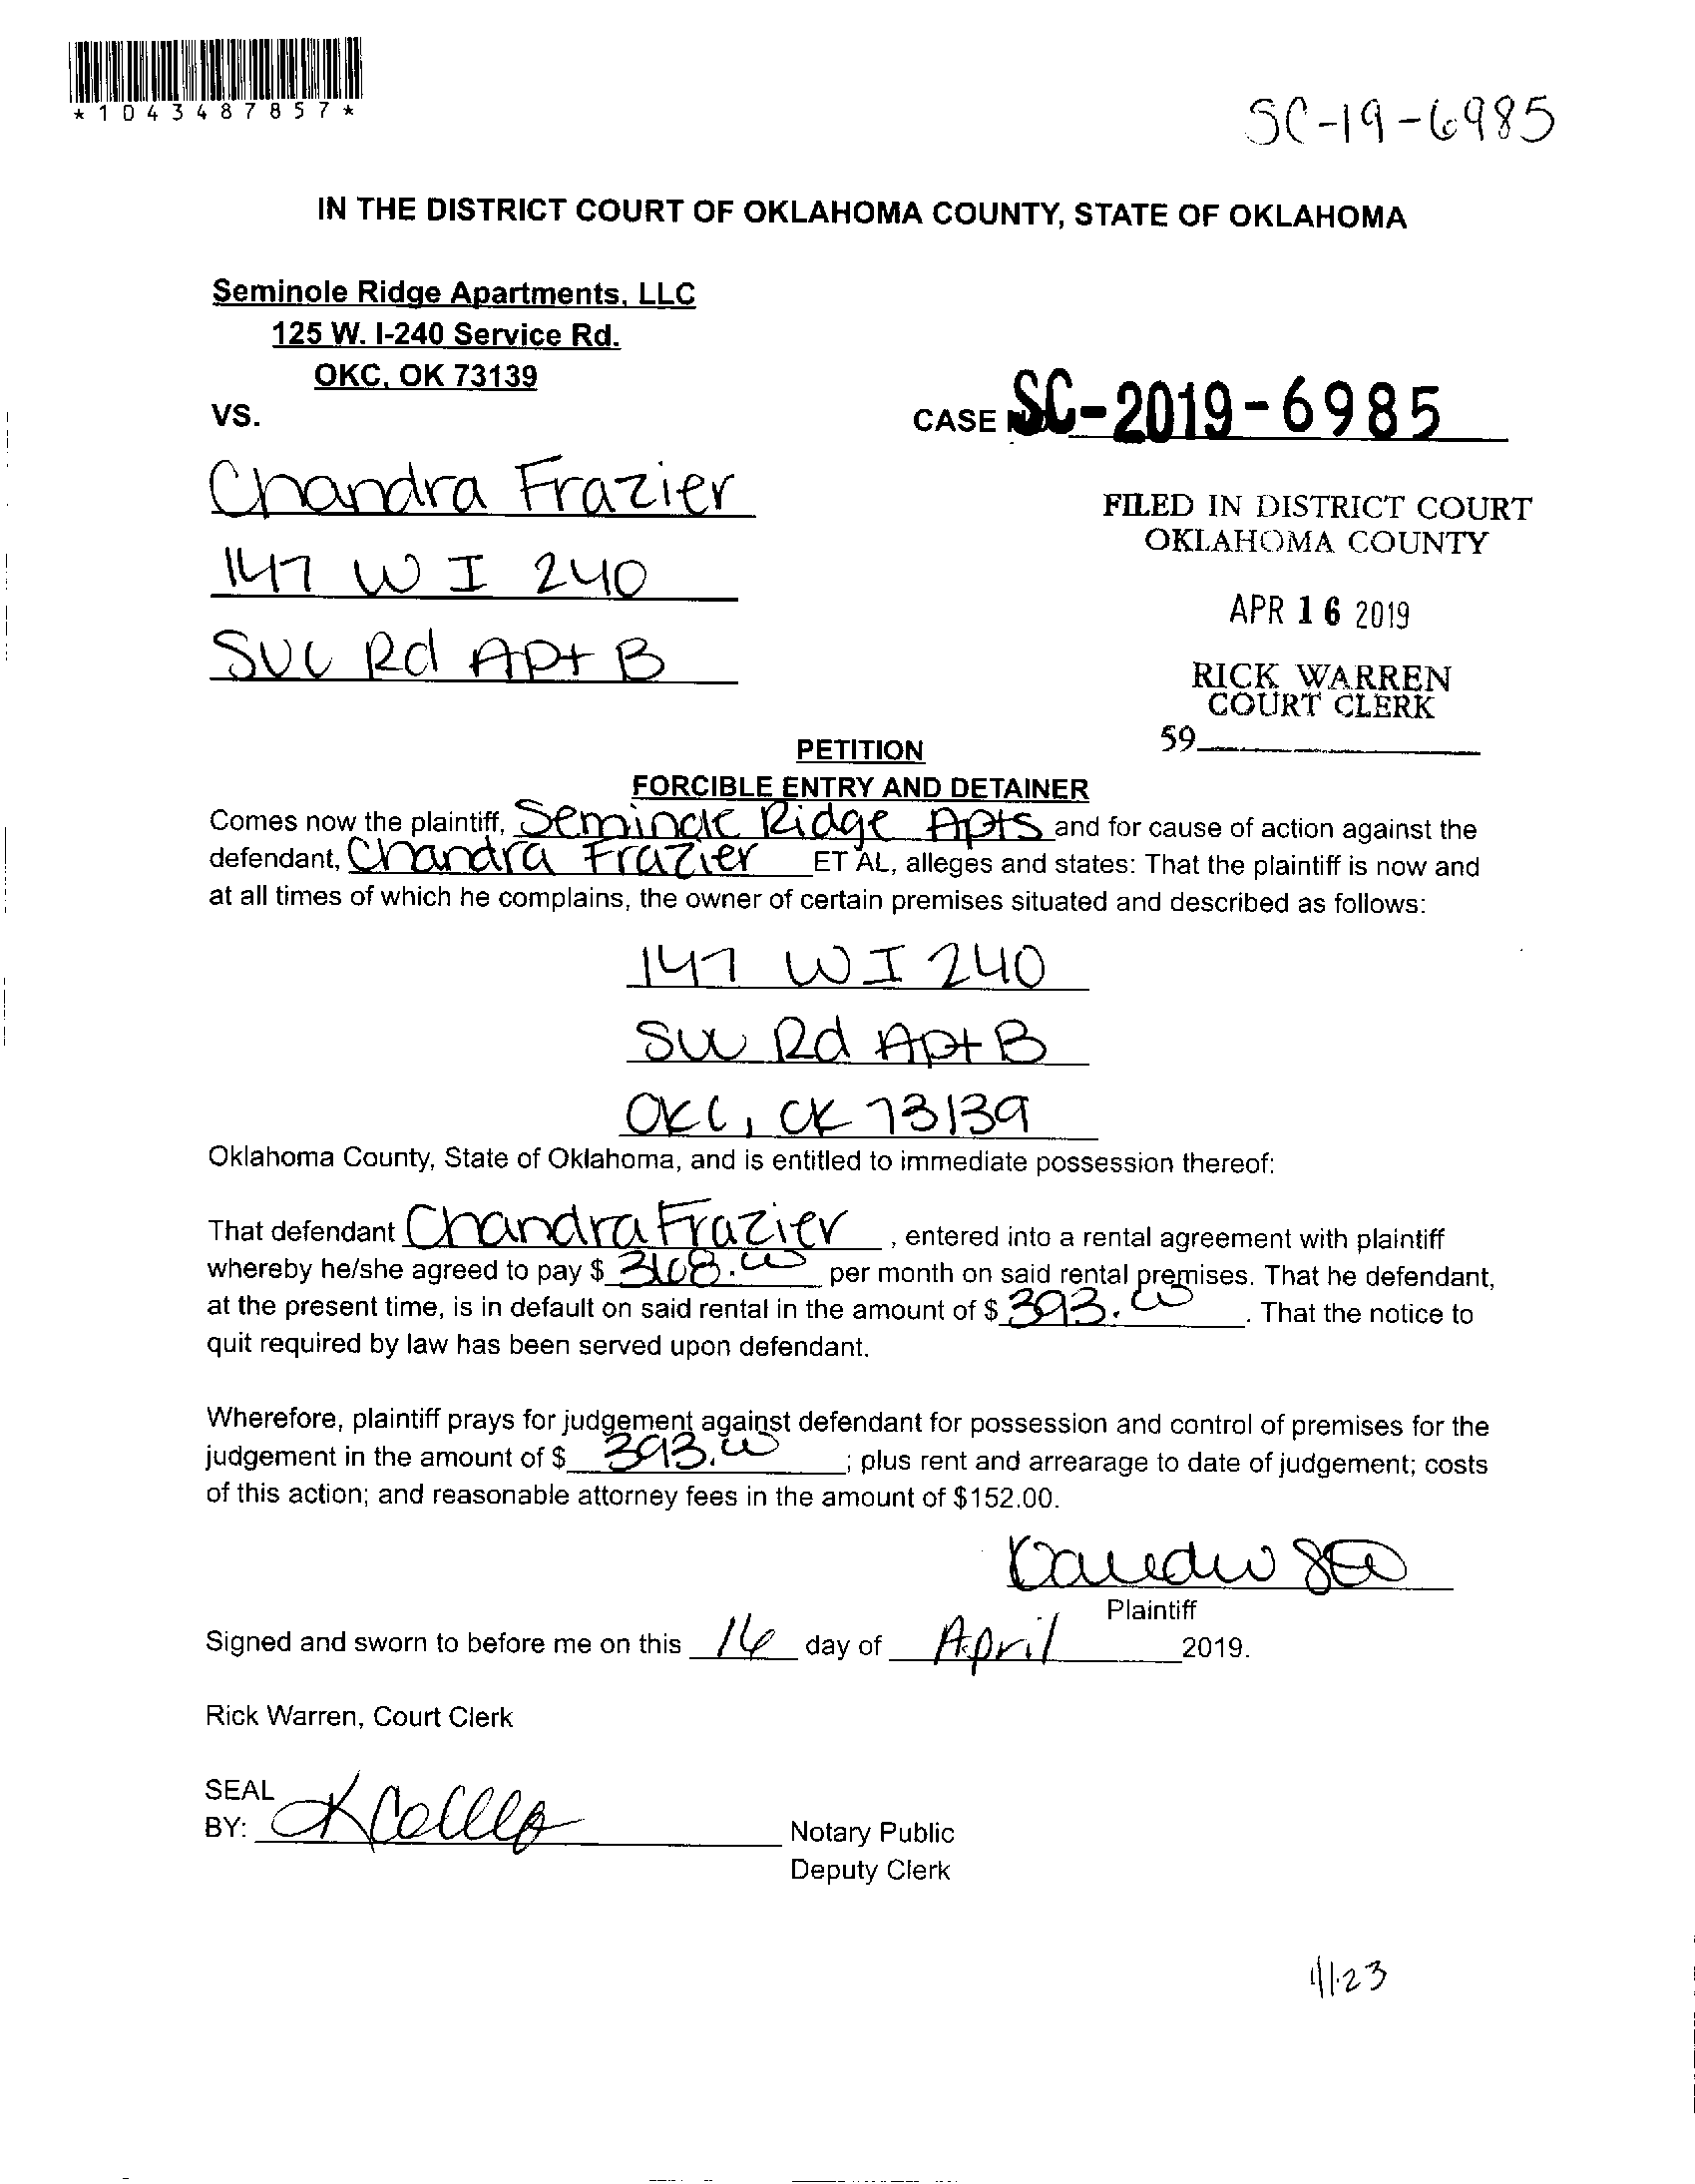 *1043487857*
SC-19-6985
IN THE DISTRICT COURT OF OKLAHOMA COUNTY, STATE OF OKLAHOMA
Seminole Ridge Apartments, LLC
125 W. I-240 Service Rd.
OKC, OK 73139
VS.
CASE SC-2019-6985
Chandra Frazier
147 W I 240
SVC Rd Apt B
FILED IN DISTRICT COURT
OKLAHOMA COUNTY
APR 16 2019
RICK WARREN
COURT CLERK
59
PETITION
FORCIBLE ENTRY AND DETAINER
Comes now the plaintiff, Seminole Ridge Apts and for cause of action against the
defendant, Chandra Frazier ET AL, alleges and states: That the plaintiff is now and
at all times of which he complains, the owner of certain premises situated and described as follows:
147 W I 240
SVC Rd Apt B
OKC, OK 73139
Oklahoma County, State of Oklahoma, and is entitled to immediate possession thereof:
That defendant Chandra Frazier, entered into a rental agreement with plaintiff
whereby he/she agreed to pay $ 368.00 per month on said rental premises. That he defendant,
at the present time, is in default on said rental in the amount of $ 393.00. That the notice to
quit required by law has been served upon defendant.
Wherefore, plaintiff prays for judgement against defendant for possession and control of premises for the
judgement in the amount of $ 393.00; plus rent and arrearage to date of judgement; costs
of this action; and reasonable attorney fees in the amount of $152.00.
Plaintiff
Signed and sworn to before me on this 16 day of April 2019.
Rick Warren, Court Clerk
SEAL
BY:
Notary Public
Deputy Clerk